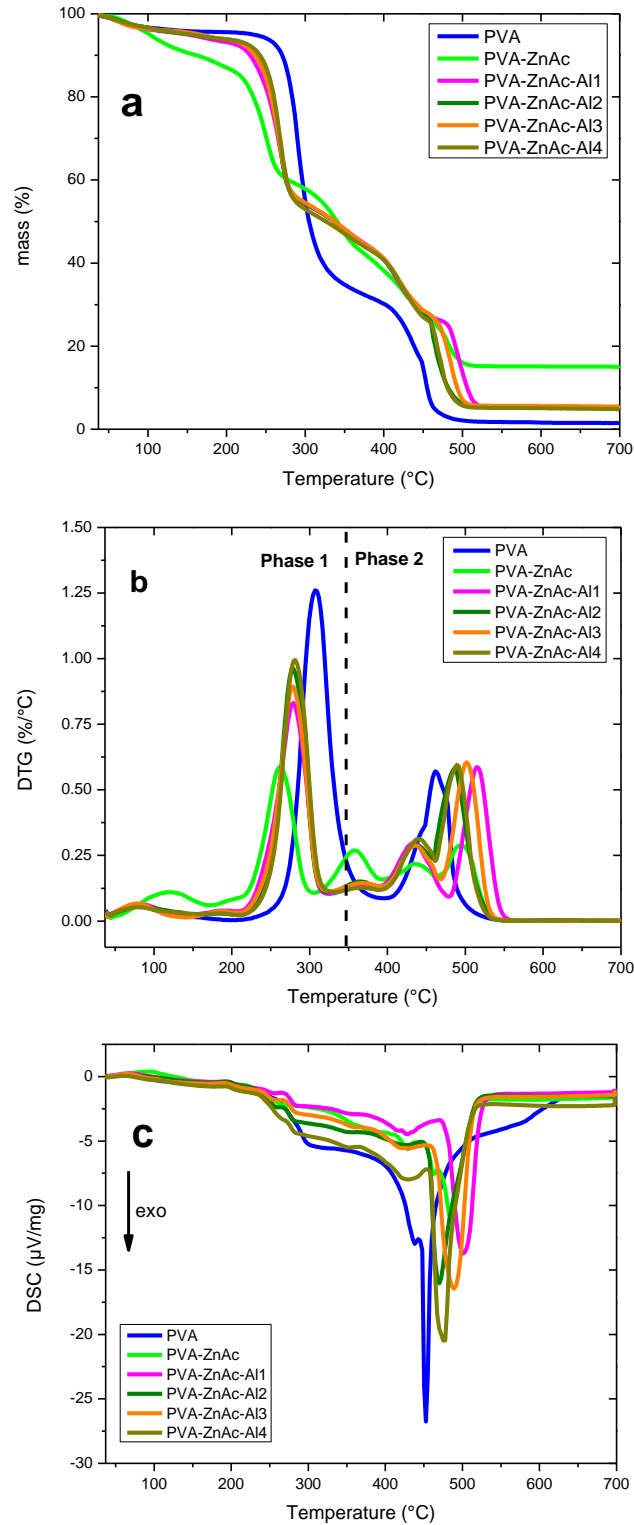 100
80
60
40
20
0
mass (%)
a
PVA
PVA-ZnAc
PVA-ZnAc-Al1
PVA-ZnAc-Al2
PVA-ZnAc-Al3
PVA-ZnAc-Al4
100 200 300 400 500 600 700
Temperature (°C)
1.50
1.25
1.00
0.75
0.50
0.25
0.00
DTG (%/°C)
b
Phase 1 Phase 2
PVA
PVA-ZnAc
PVA-ZnAc-Al1
PVA-ZnAc-Al2
PVA-ZnAc-Al3
PVA-ZnAc-Al4
100 200 300 400 500 600 700
Temperature (°C)
0
-5
-10
-15
-20
-25
-30
DSC (µV/mg)
c
exo
PVA
PVA-ZnAc
PVA-ZnAc-Al1
PVA-ZnAc-Al2
PVA-ZnAc-Al3
PVA-ZnAc-Al4
100 200 300 400 500 600 700
Temperature (°C)